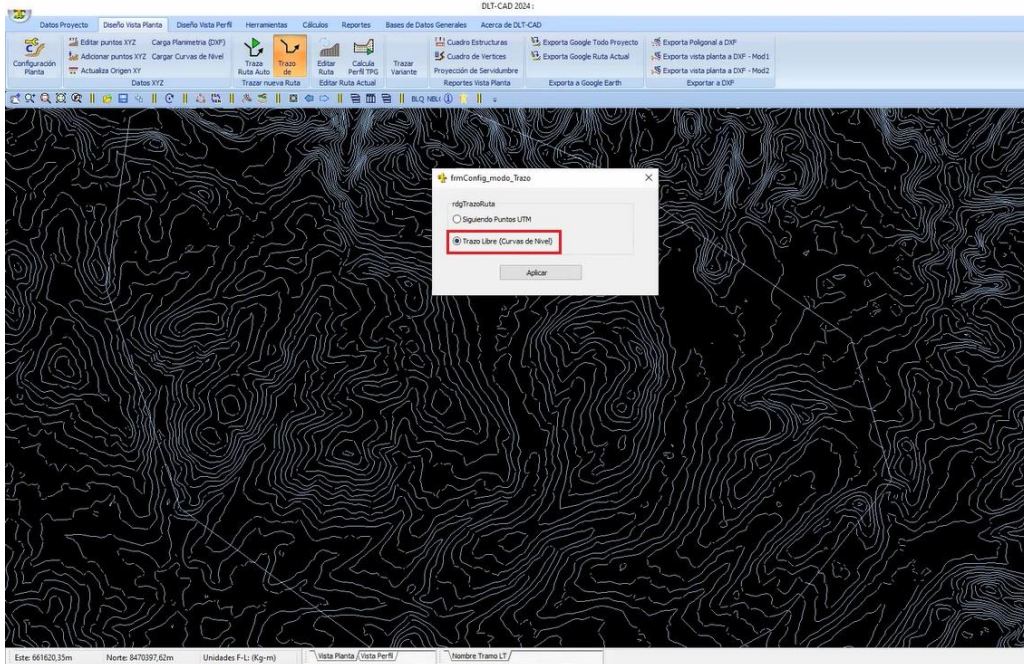 DLT-CAD 2024 :
Datos Proyecto Diseño Vista Planta Diseño Vista Perfil Herramientas Cálculos Reportes Bases de Datos Generales Acerca de DLT-CAD
Editar puntos XYZ Carga Planimetria (DXF) Cuadro Estructuras Exporta Google Todo Proyecto Exporta Poligonal a DXF
Adicionar puntos XYZ Cargar Curvas de Nivel Cuadro de Vertices Exporta Google Ruta Actual Exporta vista planta a DXF - Mod1
Configuración Planta Actualiza Origen XY Traza Ruta Auto Trazo de Editar Ruta Calcula Perfil TPG Trazar Variante Proyección de Servidumbre Exporta vista planta a DXF - Mod2
Datos XYZ Trazar nueva Ruta Editar Ruta Actual Reportes Vista Planta Exporta a Google Earth Exportar a DXF
BLQ NBL
frmConfig_modo_Trazo
rdgTrazoRuta
Siguiendo Puntos UTM
Trazo Libre (Curvas de Nivel)
Aplicar
Este: 661620,35m Norte: 8470397,62m Unidades F-L: (Kg-m) Vista Planta Vista Perfil Nombre Tramo LT